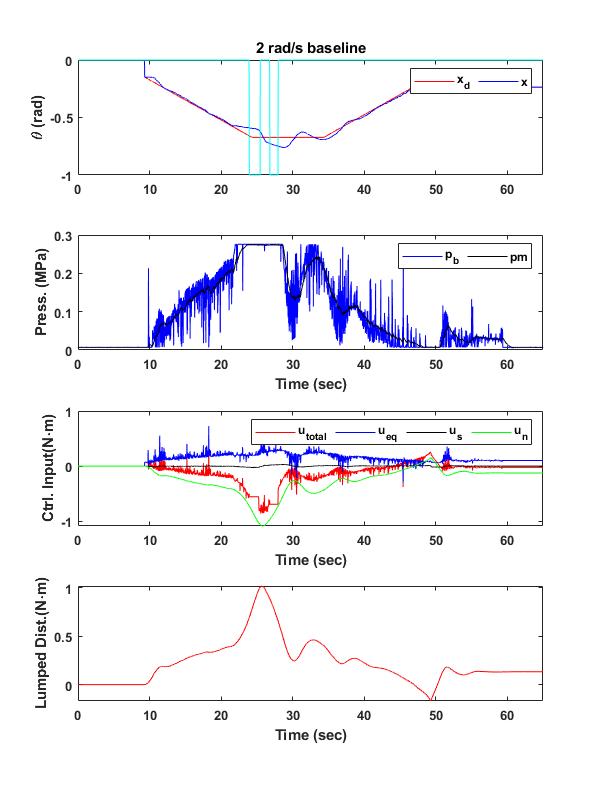 2 rad/s baseline
θ (rad)
0
-0.5
-1
x_d x
0 10 20 30 40 50 60
Press. (MPa)
0.3
0.2
0.1
0
p_b pm
0 10 20 30 40 50 60
Time (sec)
Ctrl. Input(N·m)
1
0
-1
u_total u_eq u_s u_n
0 10 20 30 40 50 60
Time (sec)
Lumped Dist.(N·m)
1
0.5
0
0 10 20 30 40 50 60
Time (sec)